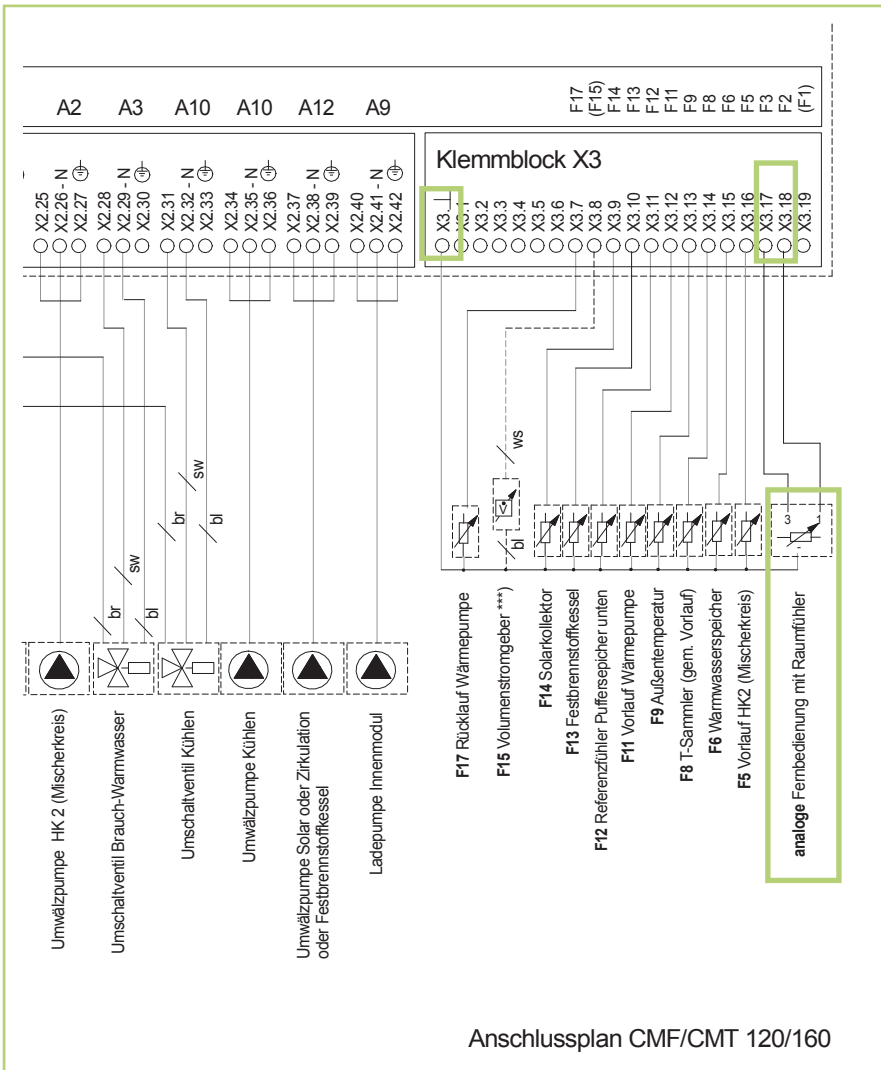 A2
A3
A10
A10
A12
A9
F17
(F15)
F14
F13
F12
F11
F9
F8
F6
F5
F3
F2
(F1)
Klemmblock X3
X2.25
X2.26 - N
X2.27
X2.28
X2.29 - N
X2.30
X2.31
X2.32 - N
X2.33
X2.34
X2.35 - N
X2.36
X2.37
X2.38 - N
X2.39
X2.40
X2.41 - N
X2.42
X3.
X3.1
X3.2
X3.3
X3.4
X3.5
X3.6
X3.7
X3.8
X3.9
X3.10
X3.11
X3.12
X3.13
X3.14
X3.15
X3.16
X3.17
X3.18
X3.19
br
sw
bl
br
sw
bl
ws
bl
V
3
1
Umwälzpumpe HK 2 (Mischerkreis)
Umschaltventil Brauch-Warmwasser
Umschaltventil Kühlen
Umwälzpumpe Kühlen
Umwälzpumpe Solar oder Zirkulation
oder Festbrennstoffkessel
Ladepumpe Innenmodul
F17 Rücklauf Wärmepumpe
F15 Volumenstromgeber ***)
F14 Solarkollektor
F13 Festbrennstoffkessel
F12 Referenzfühler Puffersepicher unten
F11 Vorlauf Wärmepumpe
F9 Außentemperatur
F8 T-Sammler (gem. Vorlauf)
F6 Warmwasserspeicher
F5 Vorlauf HK2 (Mischerkreis)
analoge Fernbedienung mit Raumfühler
Anschlussplan CMF/CMT 120/160